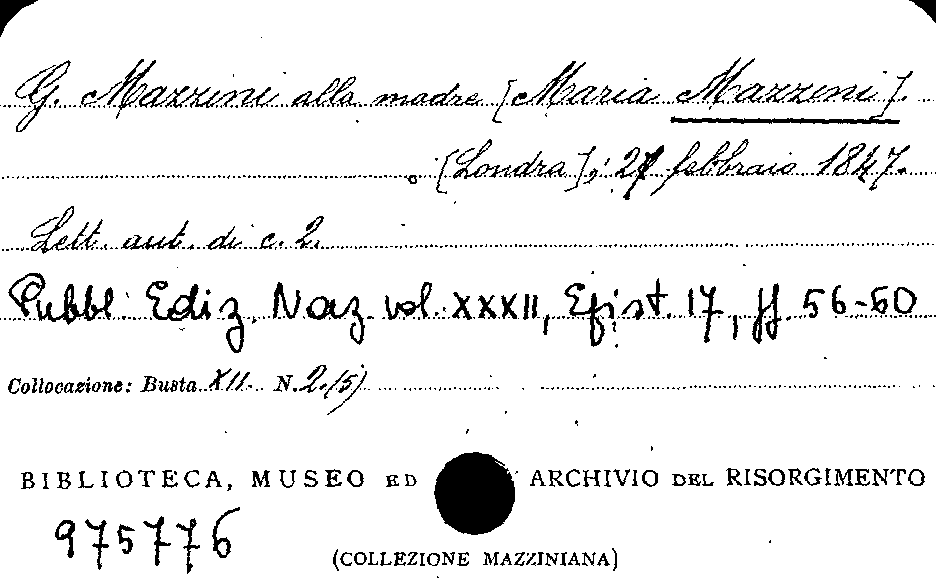 G. Mazzini alla madre [Maria Mazzini].
[Londra], 27 febbraio 1847.
Lett. aut. di c. 2.
Pubbl. Ediz. Naz. vol. XXXII, Epist. 17, pp. 56-60
Collocazione: Busta XII. N. 2.(5)
BIBLIOTECA, MUSEO ED ARCHIVIO DEL RISORGIMENTO
975776
(COLLEZIONE MAZZINIANA)